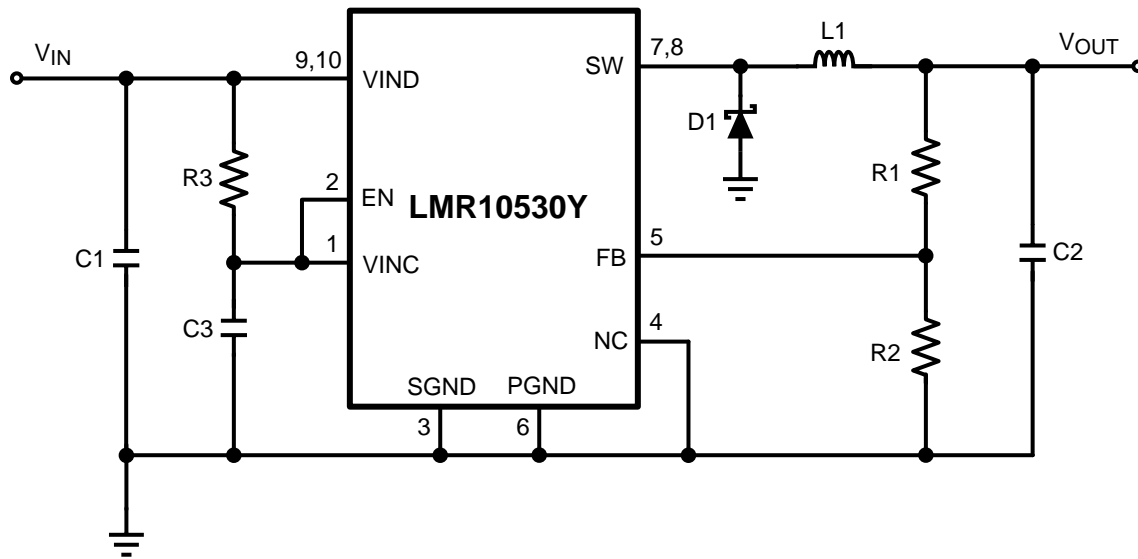 VIN
9,10
VIND
R3
2
EN
1
VINC
C1
C3
LMR10530Y
SW
7,8
L1
VOUT
D1
R1
5
FB
C2
4
NC
R2
SGND
PGND
3
6